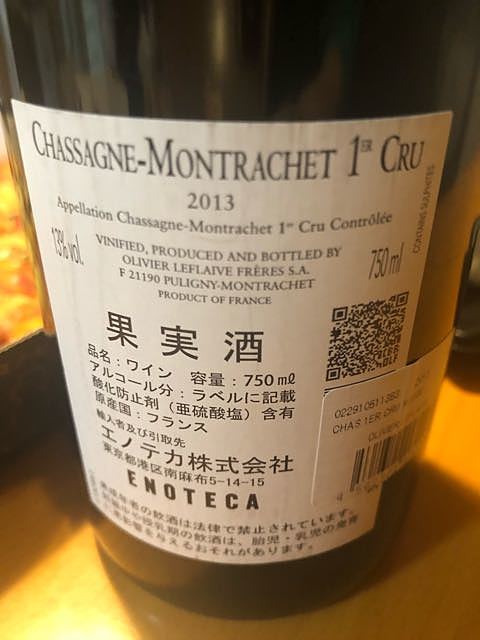 CHASSAGNE-MONTRACHET 1ER CRU
2013
Appellation Chassagne-Montrachet 1er Cru Contrôlée
13% vol.
VINIFIED, PRODUCED AND BOTTLED BY
OLIVIER LEFLAIVE FRÈRES S.A.
F 21190 PULIGNY-MONTRACHET
PRODUCT OF FRANCE
750 ml
CONTAINS SULPHITES
果実酒
品名：ワイン 容量：750mℓ
アルコール分：ラベルに記載
酸化防止剤（亜硫酸塩）含有
原産国：フランス
輸入者及び引取先
エノテカ株式会社
東京都港区南麻布5-14-15
ENOTECA
未成年者の飲酒は法律で禁止されています。
妊娠中や授乳期の飲酒は、胎児・乳児の発育
に悪影響を与えるおそれがあります。
CHAS 1ER CRU
OLIVIER